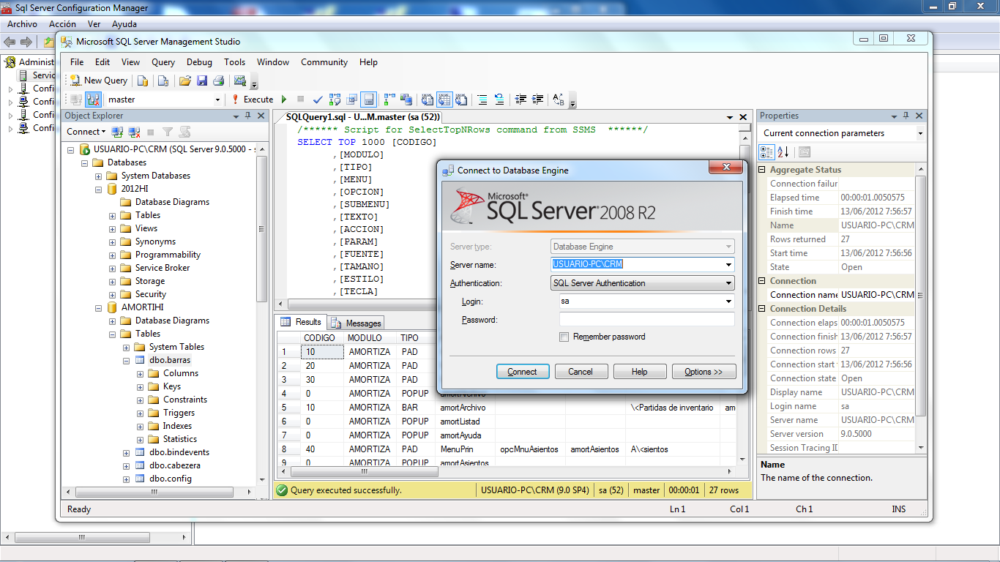 Sql Server Configuration Manager
Archivo Acción Ver Ayuda
Microsoft SQL Server Management Studio
File Edit View Query Debug Tools Window Community Help
New Query
master Execute
Administ
Servic
Confi
Confi
Confi
Confi
Object Explorer
Connect
USUARIO-PC\CRM (SQL Server 9.0.5000 - s
Databases
System Databases
2012HI
Database Diagrams
Tables
Views
Synonyms
Programmability
Service Broker
Storage
Security
AMORTIHI
Database Diagrams
Tables
System Tables
dbo.barras
Columns
Keys
Constraints
Triggers
Indexes
Statistics
dbo.bindevents
dbo.cabezera
dbo.config
SQLQuery1.sql - U...M.master (sa (52))
/****** Script for SelectTopNRows command from SSMS ******/
SELECT TOP 1000 [CODIGO]
,[MODULO]
,[TIPO]
,[MENU]
,[OPCION]
,[SUBMENU]
,[TEXTO]
,[ACCION]
,[PARAM]
,[FUENTE]
,[TAMANO]
,[ESTILO]
,[TECLA]
Results Messages
CODIGO MODULO TIPO
1 10 AMORTIZA PAD
2 20 AMORTIZA PAD
3 30 AMORTIZA PAD
4 0 AMORTIZA POPUP amortArchivo
5 10 AMORTIZA BAR amortArchivo \<Partidas de inventario am
6 0 AMORTIZA POPUP amortListad
7 0 AMORTIZA POPUP amortAyuda
8 40 AMORTIZA PAD MenuPrin opcMnuAsientos amortAsientos A\<sientos
9 0 AMORTIZA POPUP amortAsientos
Query executed successfully. USUARIO-PC\CRM (9.0 SP4) sa (52) master 00:00:01 27 rows
Connect to Database Engine
Microsoft®
SQL Server® 2008 R2
Server type: Database Engine
Server name: USUARIO-PC\CRM
Authentication: SQL Server Authentication
Login: sa
Password:
Remember password
Connect Cancel Help Options >>
Properties
Current connection parameters
Aggregate Status
Connection failur
Elapsed time 00:00:01.0050575
Finish time 13/06/2012 7:56:57
Name USUARIO-PC\CRM
Rows returned 27
Start time 13/06/2012 7:56:56
State Open
Connection
Connection name USUARIO-PC\CRM
Connection Details
Connection elaps 00:00:01.0050575
Connection finish 13/06/2012 7:56:57
Connection rows 27
Connection start 13/06/2012 7:56:56
Connection state Open
Display name USUARIO-PC\CRM
Login name sa
Server name USUARIO-PC\CRM
Server version 9.0.5000
Session Tracing ID
Name
The name of the connection.
Ready Ln 1 Col 1 Ch 1 INS